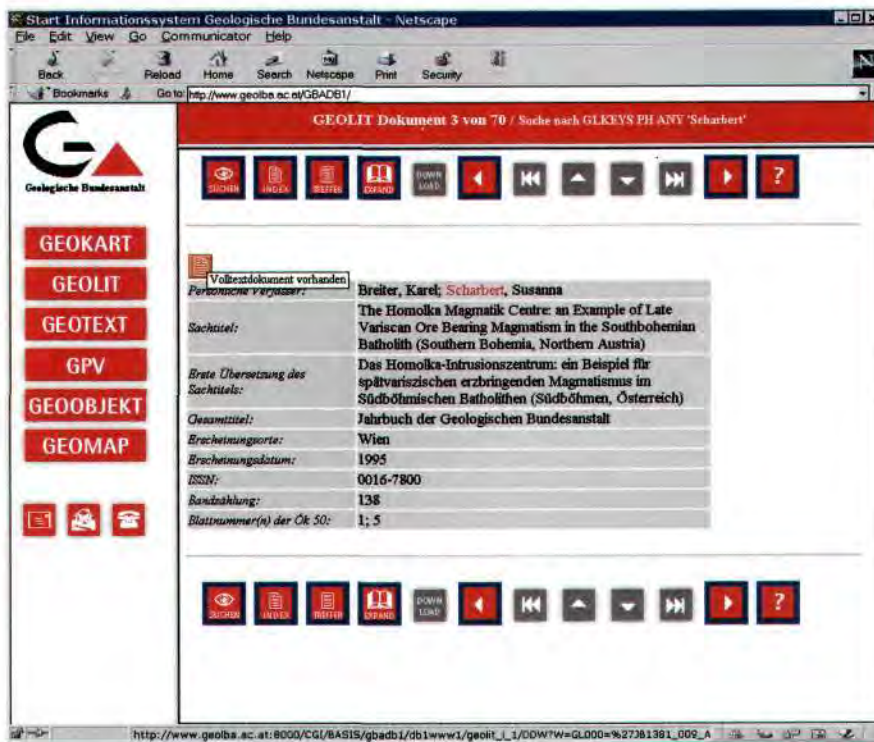 Start Informationssystem Geologische Bundesanstalt - Netscape
File Edit View Go Communicator Help
Back Reload Home Search Netscape Print Security
Bookmarks Go to: http://www.geolba.ac.at/GBADB1/
GEOLIT Dokument 3 von 70 / Suche nach GLKEYS PH ANY 'Scharbert'
Geologische Bundesanstalt
SUCHEN INDEX TREFFER EXPAND DOWN LOAD ?
GEOKART
GEOLIT
GEOTEXT
GPV
GEOOBJEKT
GEOMAP
Volltextdokument vorhanden
Persönliche Verfasser: Breiter, Karel; Scharbert, Susanna
Sachtitel: The Homolka Magmatik Centre: an Example of Late
Variscan Ore Bearing Magmatism in the Southbohemian
Batholith (Southern Bohemia, Northern Austria)
Erste Übersetzung des Sachtitels: Das Homolka-Intrusionszentrum: ein Beispiel für
spätvariszischen erzbringenden Magmatismus im
Südböhmischen Batholithen (Südböhmen, Österreich)
Gesamttitel: Jahrbuch der Geologischen Bundesanstalt
Erscheinungsorte: Wien
Erscheinungsdatum: 1995
ISSN: 0016-7800
Bandzählung: 138
Blattnummer(n) der Ök 50: 1; 5
SUCHEN INDEX TREFFER EXPAND DOWN LOAD ?
http://www.geolba.ac.at:8000/CGI/BASIS/gbadb1/db1www1/geolit_i_1/DDW?W=GL000=%27JB1381_009_A